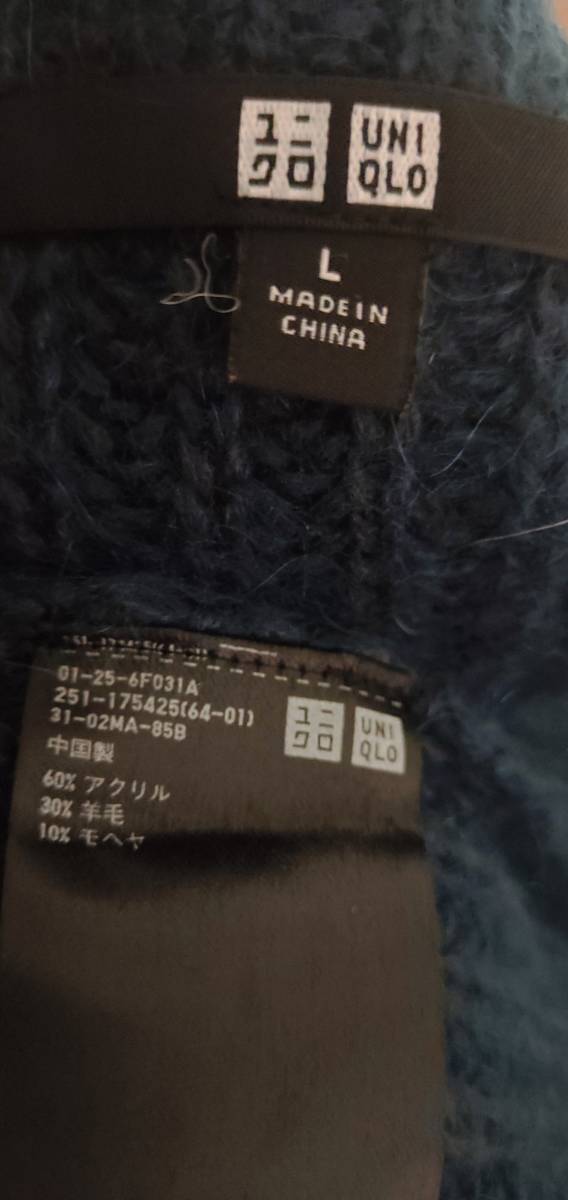 ユニ
クロ
UNI
QLO
L
MADE IN
CHINA
01-25-6F031A
251-175425(64-01)
31-02MA-85B
ユニ
クロ
UNI
QLO
中国製
60% アクリル
30% 羊毛
10% モヘヤ